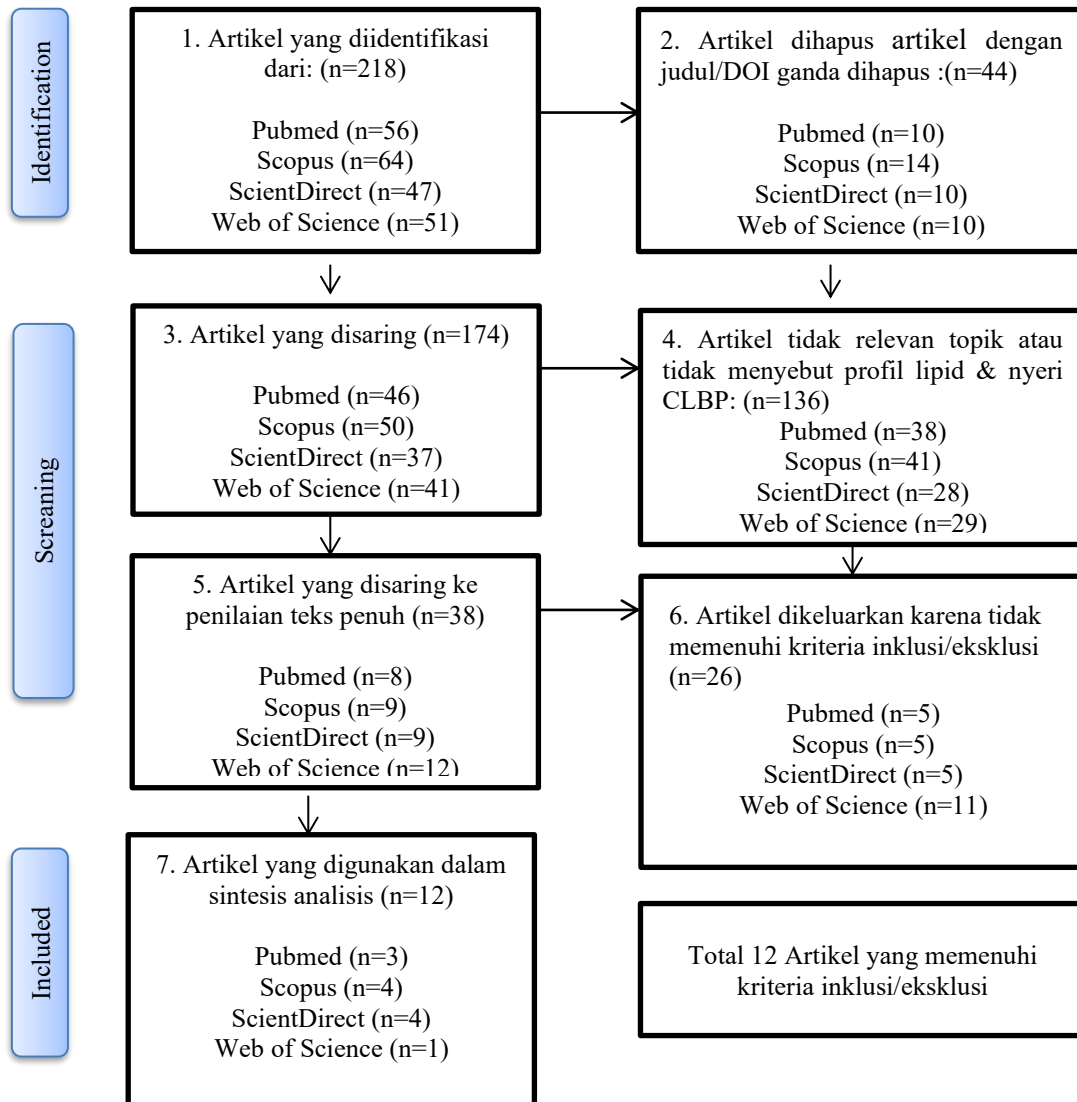 Identification
1. Artikel yang diidentifikasi
dari: (n=218)
Pubmed (n=56)
Scopus (n=64)
ScientDirect (n=47)
Web of Science (n=51)
2. Artikel dihapus artikel dengan
judul/DOI ganda dihapus :(n=44)
Pubmed (n=10)
Scopus (n=14)
ScientDirect (n=10)
Web of Science (n=10)
Screaning
3. Artikel yang disaring (n=174)
Pubmed (n=46)
Scopus (n=50)
ScientDirect (n=37)
Web of Science (n=41)
4. Artikel tidak relevan topik atau
tidak menyebut profil lipid & nyeri
CLBP: (n=136)
Pubmed (n=38)
Scopus (n=41)
ScientDirect (n=28)
Web of Science (n=29)
5. Artikel yang disaring ke
penilaian teks penuh (n=38)
Pubmed (n=8)
Scopus (n=9)
ScientDirect (n=9)
Web of Science (n=12)
6. Artikel dikeluarkan karena tidak
memenuhi kriteria inklusi/eksklusi
(n=26)
Pubmed (n=5)
Scopus (n=5)
ScientDirect (n=5)
Web of Science (n=11)
Included
7. Artikel yang digunakan dalam
sintesis analisis (n=12)
Pubmed (n=3)
Scopus (n=4)
ScientDirect (n=4)
Web of Science (n=1)
Total 12 Artikel yang memenuhi
kriteria inklusi/eksklusi